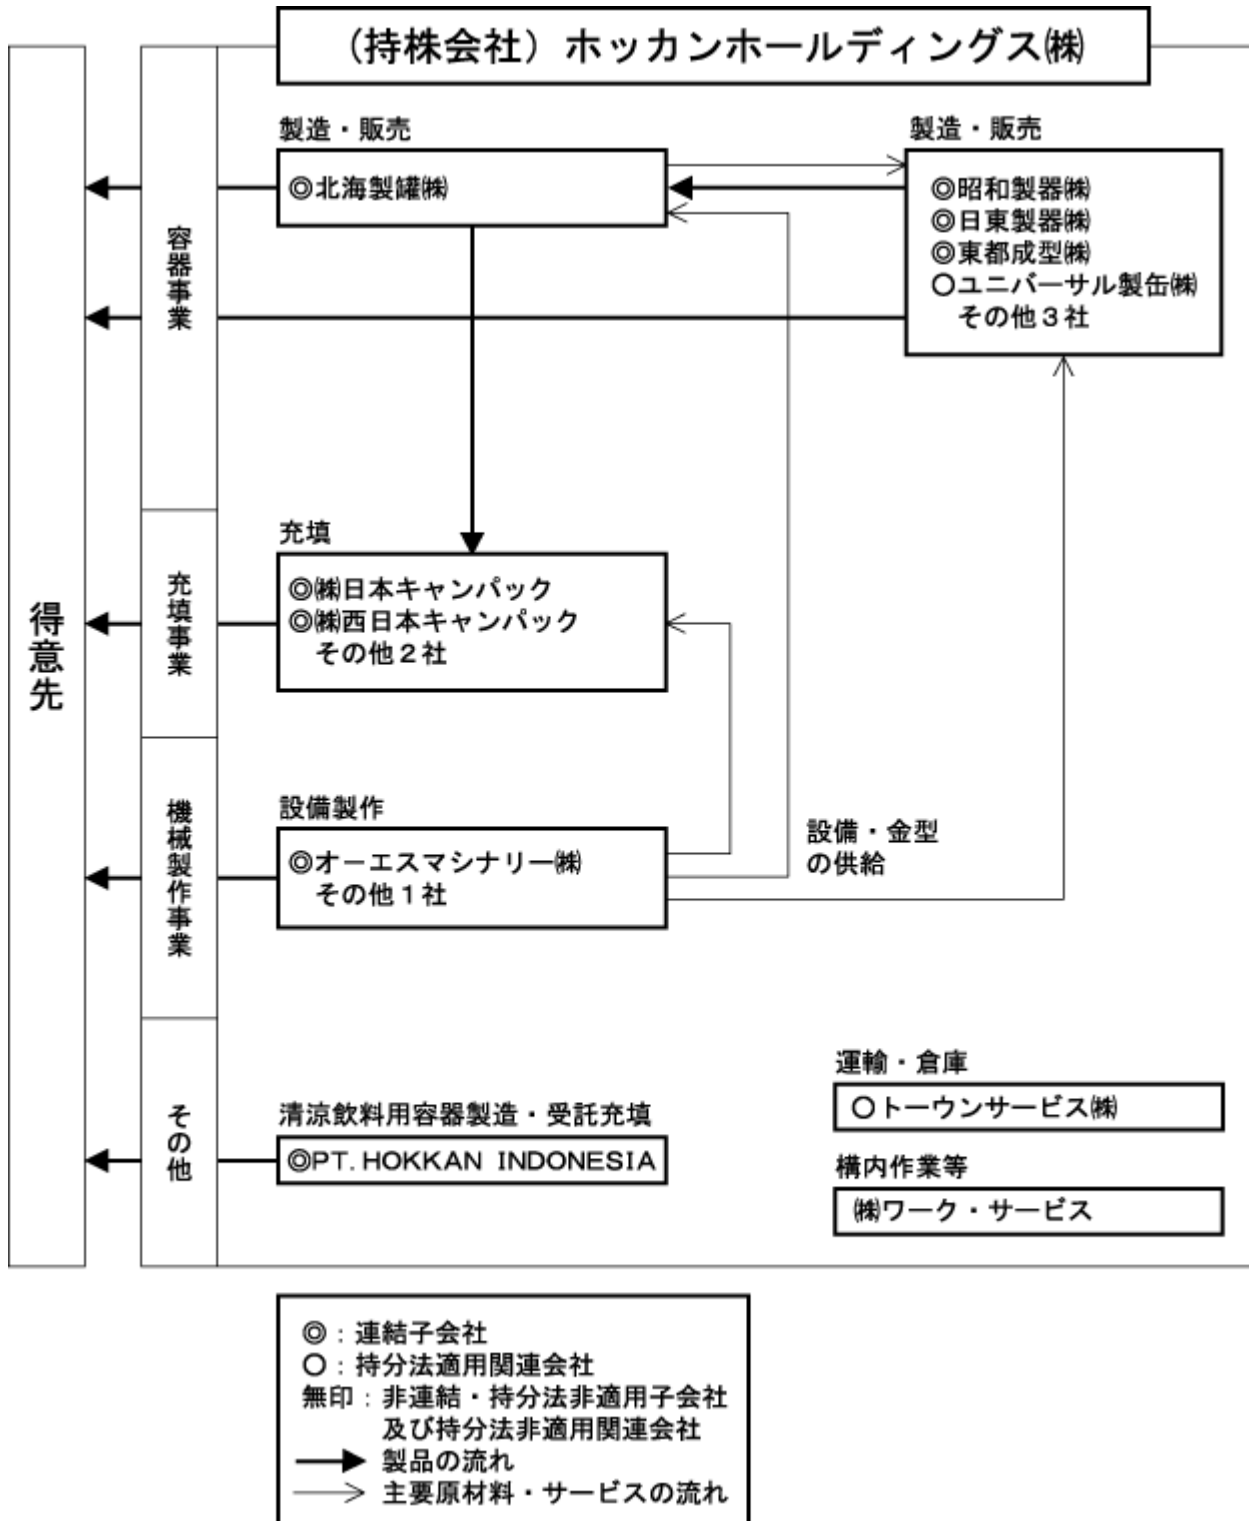 （持株会社）ホッカンホールディングス㈱
製造・販売
◎北海製罐㈱
製造・販売
◎昭和製器㈱
◎日東製器㈱
◎東都成型㈱
○ユニバーサル製缶㈱
その他３社
容器事業
充填
◎㈱日本キャンパック
◎㈱西日本キャンパック
その他２社
充填事業
得意先
設備製作
◎オーエスマシナリー㈱
その他１社
設備・金型
の供給
機械製作事業
清涼飲料用容器製造・受託充填
◎PT. HOKKAN INDONESIA
その他
運輸・倉庫
○トーウンサービス㈱
構内作業等
㈱ワーク・サービス
◎：連結子会社
○：持分法適用関連会社
無印：非連結・持分法非適用子会社
及び持分法非適用関連会社
製品の流れ
主要原材料・サービスの流れ